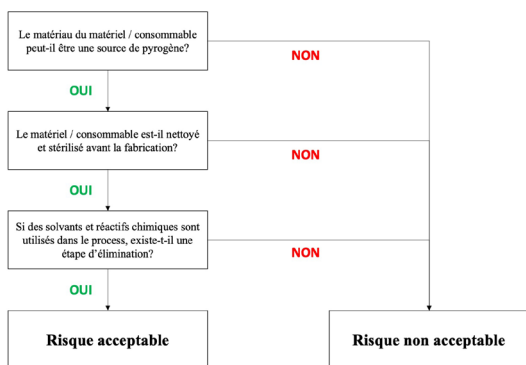 Le matériau du matériel / consommable
peut-il être une source de pyrogène?
NON
OUI
Le matériel / consommable est-il nettoyé
et stérilisé avant la fabrication?
NON
OUI
Si des solvants et réactifs chimiques sont
utilisés dans le process, existe-t-il une
étape d'élimination?
NON
OUI
Risque acceptable
Risque non acceptable